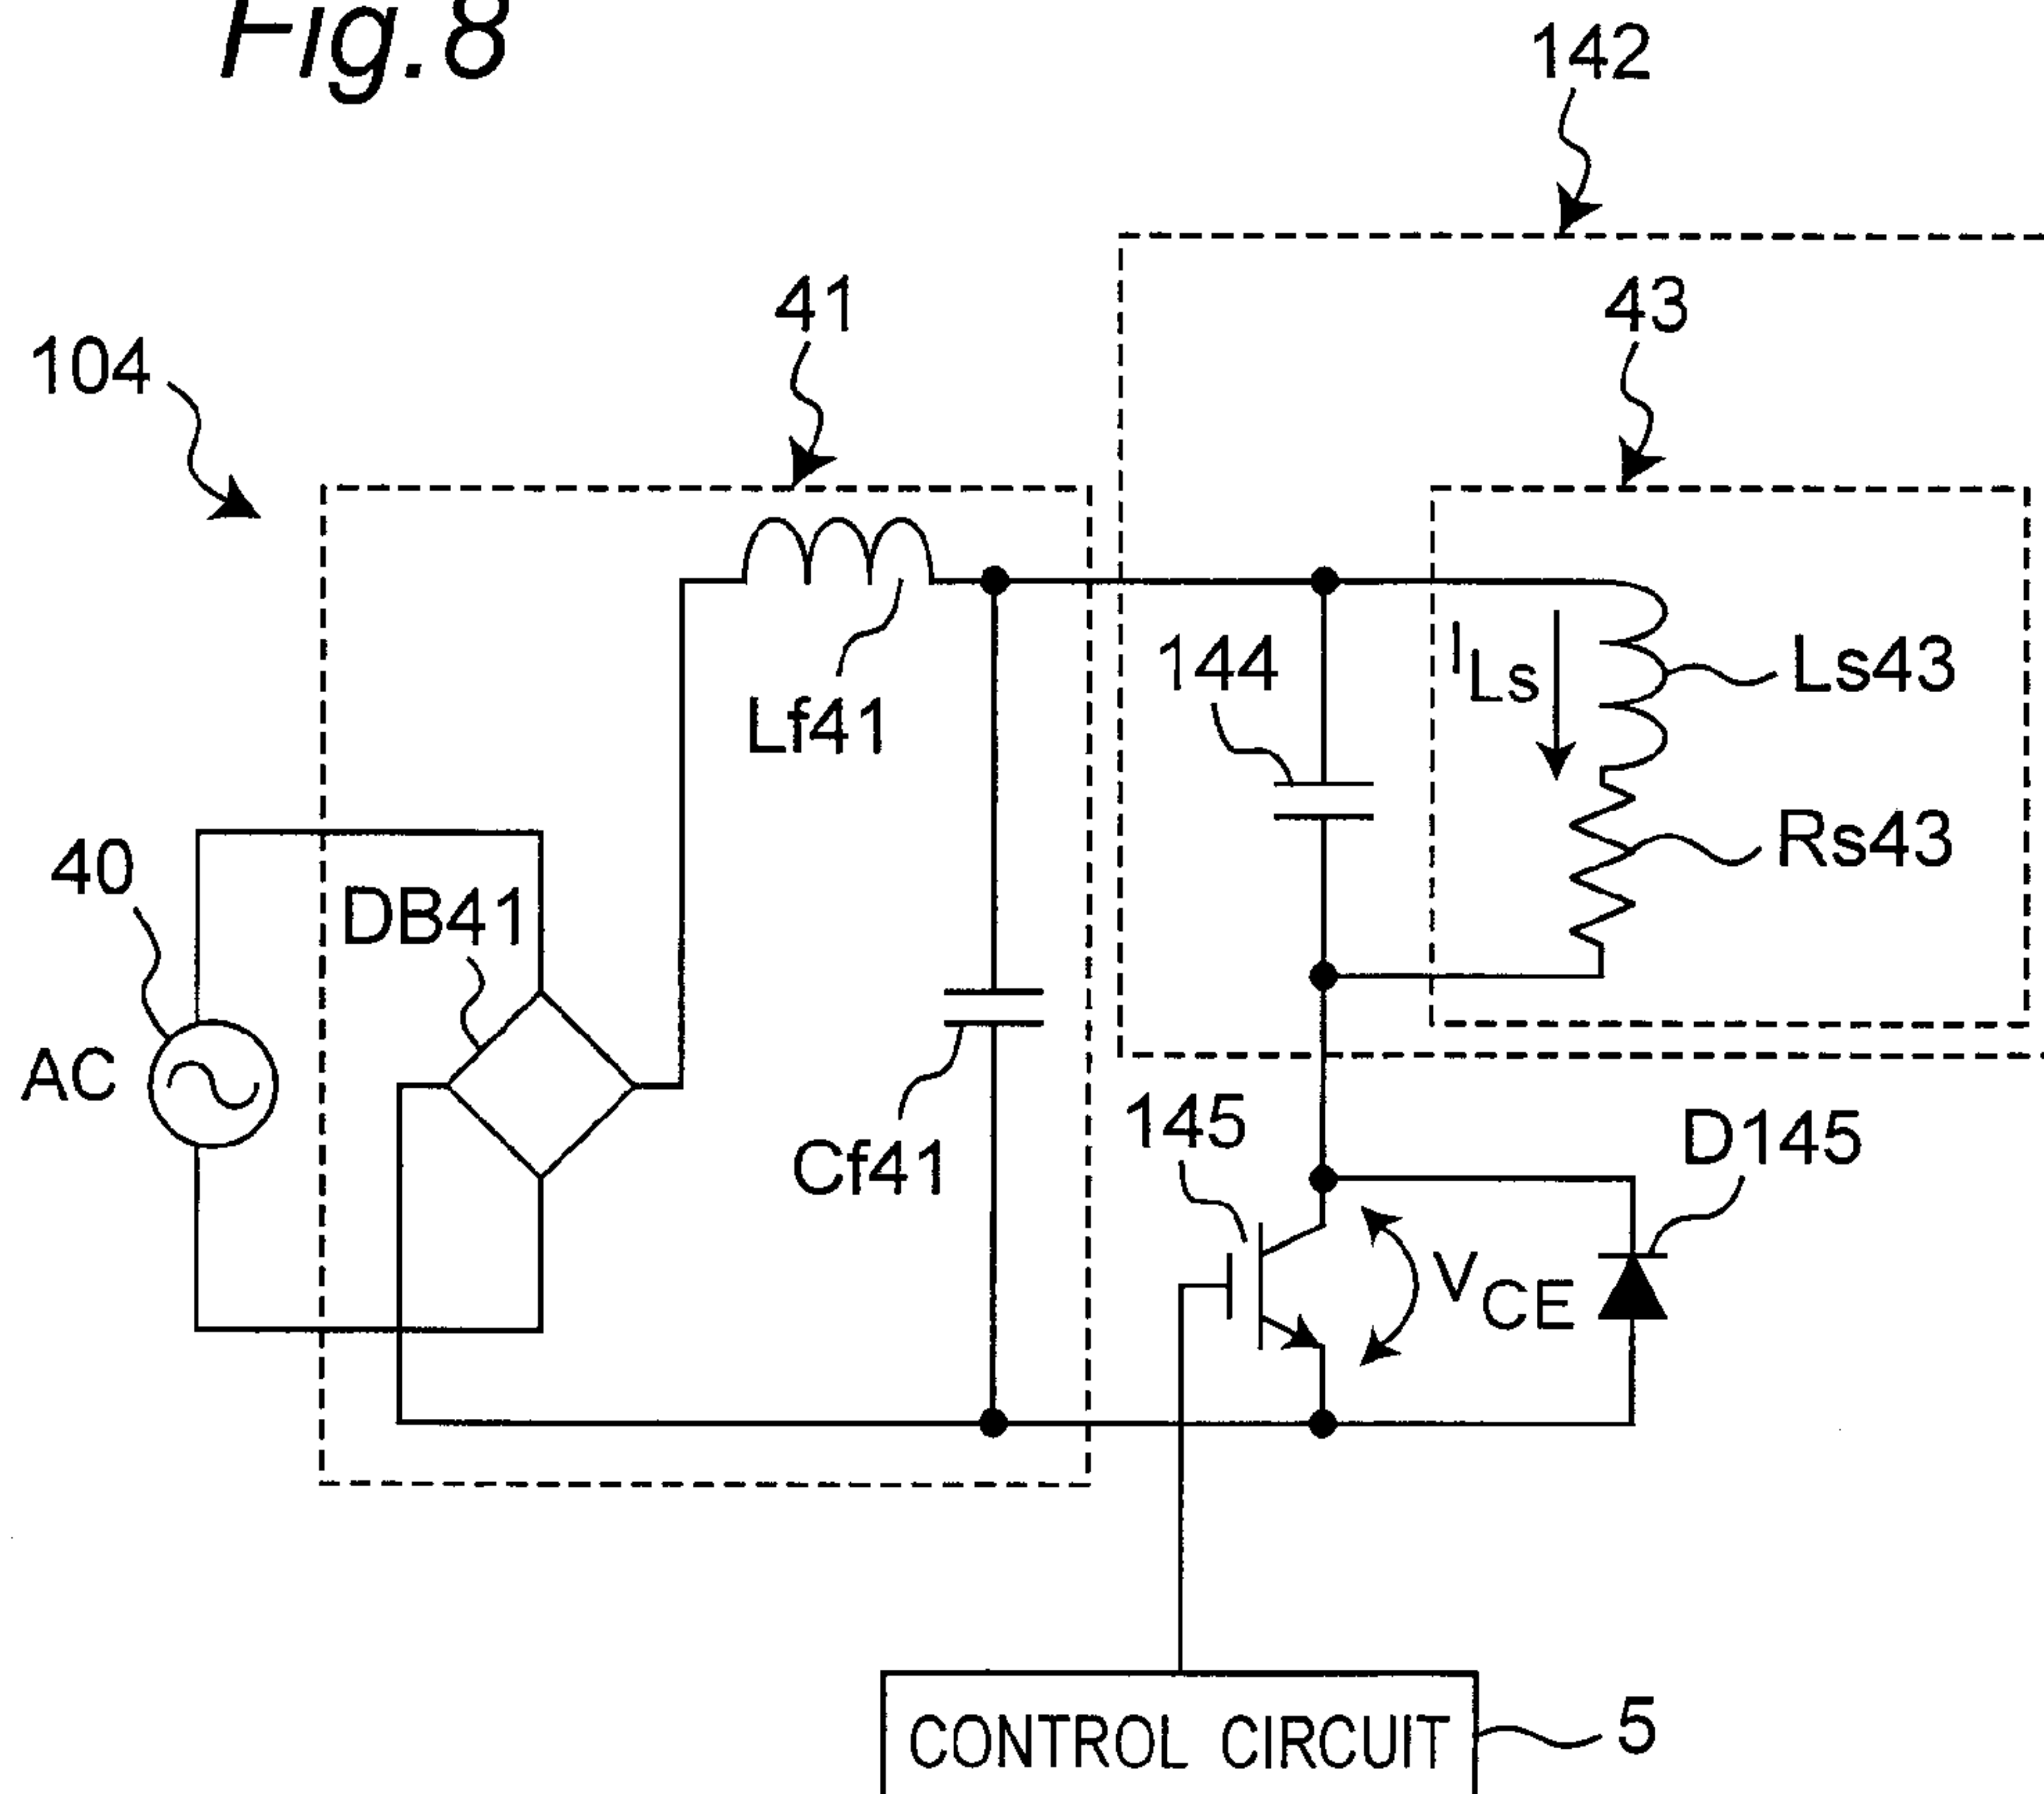 Fig.8
142
41
43
104
144
ILs
Ls43
Lf41
Rs43
40
DB41
AC
145
D145
Cf41
VCE
CONTROL CIRCUIT
5